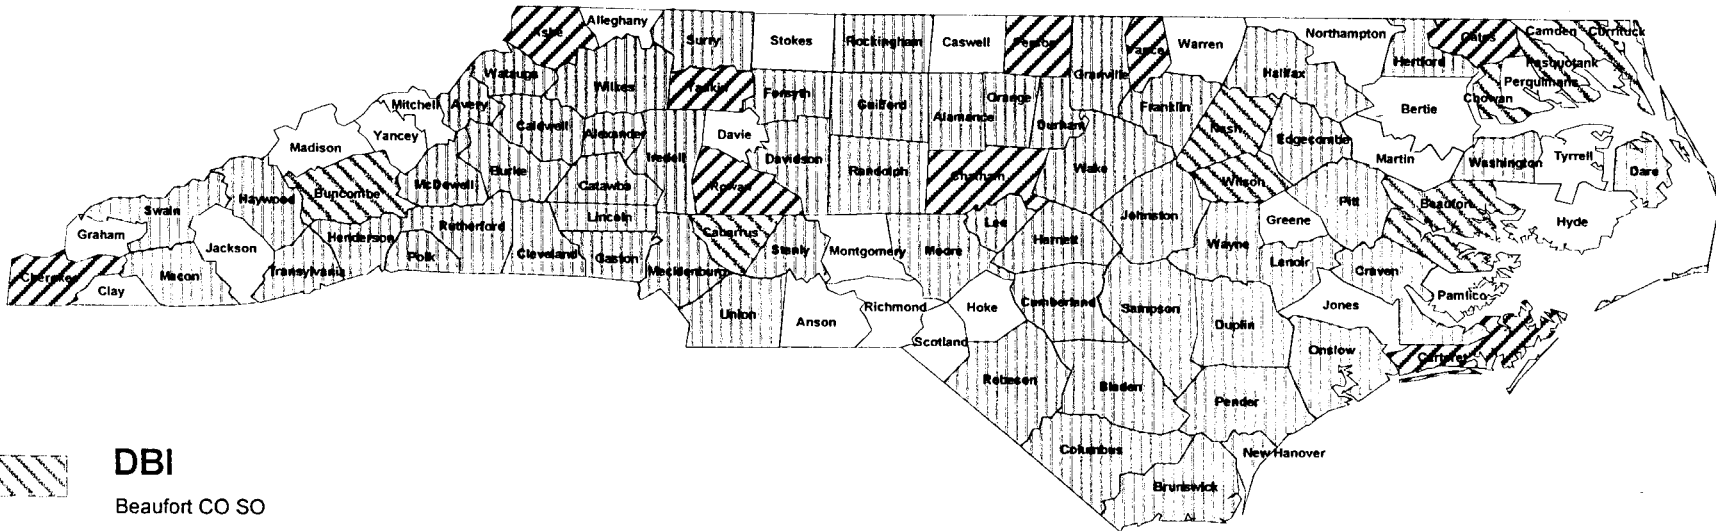 Ashe Alleghany Surry Stokes Rockingham Caswell Person Granville Vance Warren Northampton Hertford Gates Camden Currituck
Watauga Wilkes Yadkin Forsyth Guilford Alamance Orange Durham Franklin Halifax Bertie Chowan Perquimans Pasquotank
Mitchell Avery Caldwell Alexander Iredell Davie Nash Edgecombe
Madison Yancey Burke Davidson Randolph Chatham Wake Martin Washington Tyrrell Dare
Buncombe McDowell Catawba Rowan Wilson
Swain Haywood Rutherford Lincoln Cabarrus Lee Johnston Greene Pitt Beaufort Hyde
Graham Jackson Henderson Polk Cleveland Gaston Stanly Montgomery Moore Harnett Wayne Lenoir Craven
Cherokee Clay Macon Transylvania Mecklenburg
Union Anson Richmond Hoke Cumberland Sampson Duplin Jones Pamlico
Scotland Onslow Carteret
Robeson Bladen Pender
Columbus New Hanover
Brunswick
DBI
Beaufort CO SO